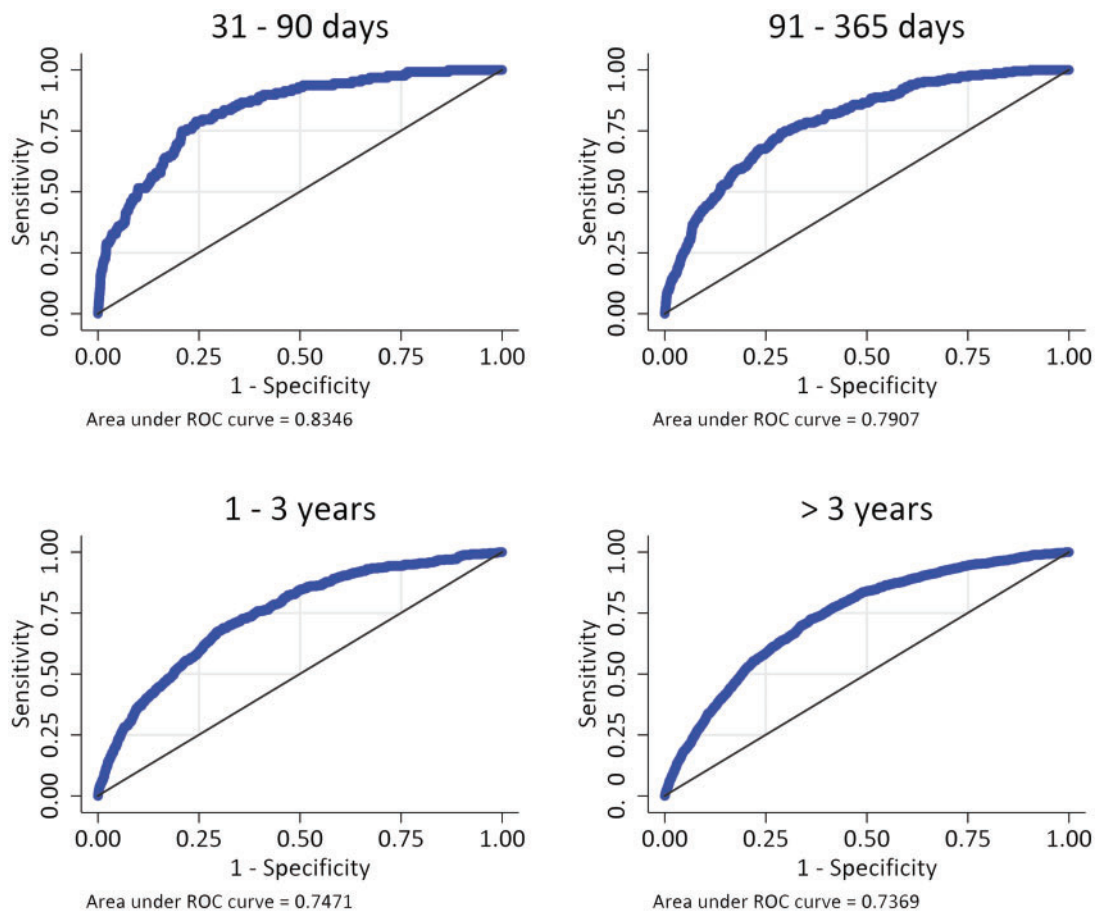 31 - 90 days
Sensitivity
0.00 0.25 0.50 0.75 1.00
0.00 0.25 0.50 0.75 1.00
1 - Specificity
Area under ROC curve = 0.8346
91 - 365 days
Sensitivity
0.00 0.25 0.50 0.75 1.00
0.00 0.25 0.50 0.75 1.00
1 - Specificity
Area under ROC curve = 0.7907
1 - 3 years
Sensitivity
0.00 0.25 0.50 0.75 1.00
0.00 0.25 0.50 0.75 1.00
1 - Specificity
Area under ROC curve = 0.7471
> 3 years
Sensitivity
0. 0 0.25 0.50 0.75 1.00
0.00 0.25 0.50 0.75 1.00
1 - Specificity
Area under ROC curve = 0.7369